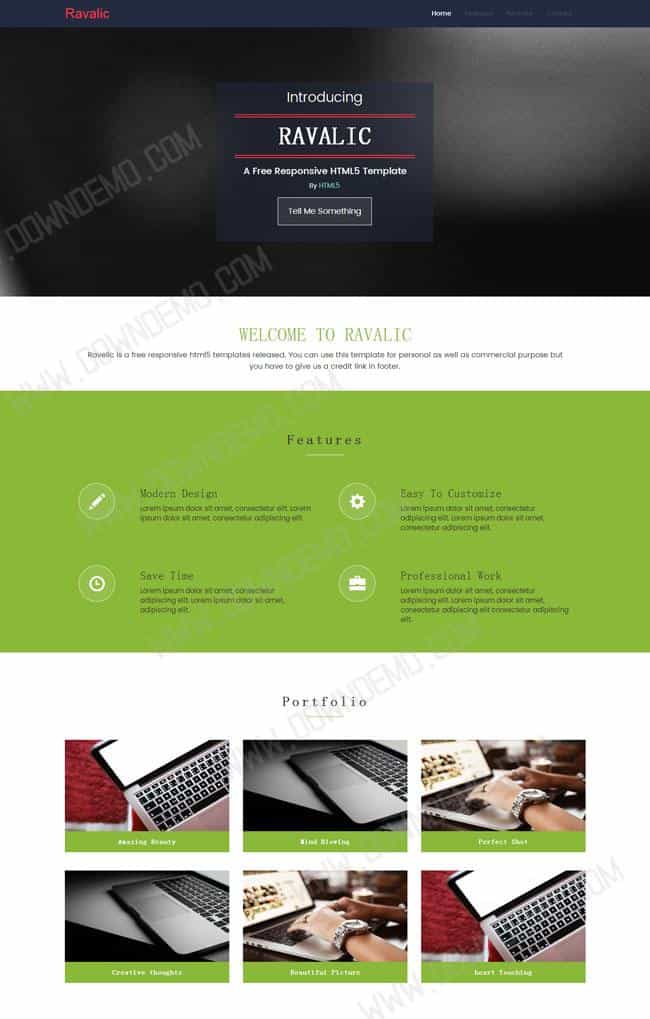 Ravalic
Home Features Portfolio Contact
Introducing
RAVALIC
A Free Responsive HTML5 Template
By HTML5
Tell Me Something
WELCOME TO RAVALIC
Ravelic is a free responsive html5 templates released. You can use this template for personal as well as commercial purpose but
you have to give us a credit link in footer.
Features
Modern Design
Lorem ipsum dolor sit amet, consectetur elit. Lorem
ipsum dolor sit amet, consectetur adipiscing elit.
Easy To Customize
Lorem ipsum dolor sit amet, consectetur
adipiscing elit. Lorem ipsum dolor sit amet,
consectetur adipiscing elit.
Save Time
Lorem ipsum dolor sit amet, consectetur
adipiscing elit. Lorem ipsum dolor sit amet,
adipiscing elit.
Professional Work
Lorem ipsum dolor sit amet, consectetur
adipiscing elit. Lorem ipsum dolor sit amet,
consectetur adipiscing elit consectetur adipiscing
elit.
Portfolio
Amazing Beauty
Mind Blowing
Perfect Shot
Creative thoughts
Beautiful Picture
heart Touching
WWW.DOWNDEMO.COM